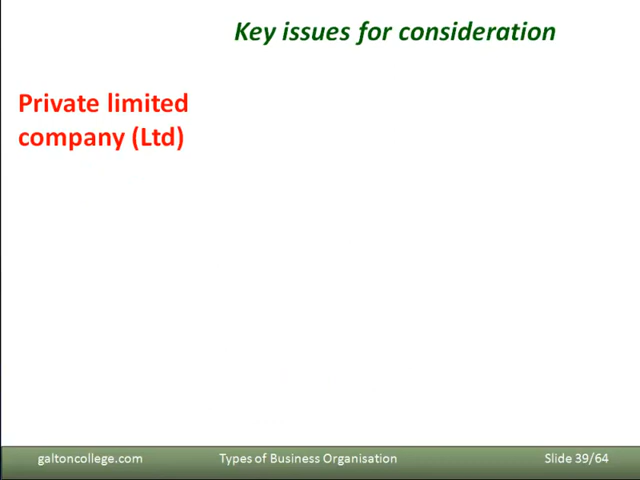 Key issues for consideration
Private limited
company (Ltd)
galtoncollege.com
Types of Business Organisation
Slide 39/64